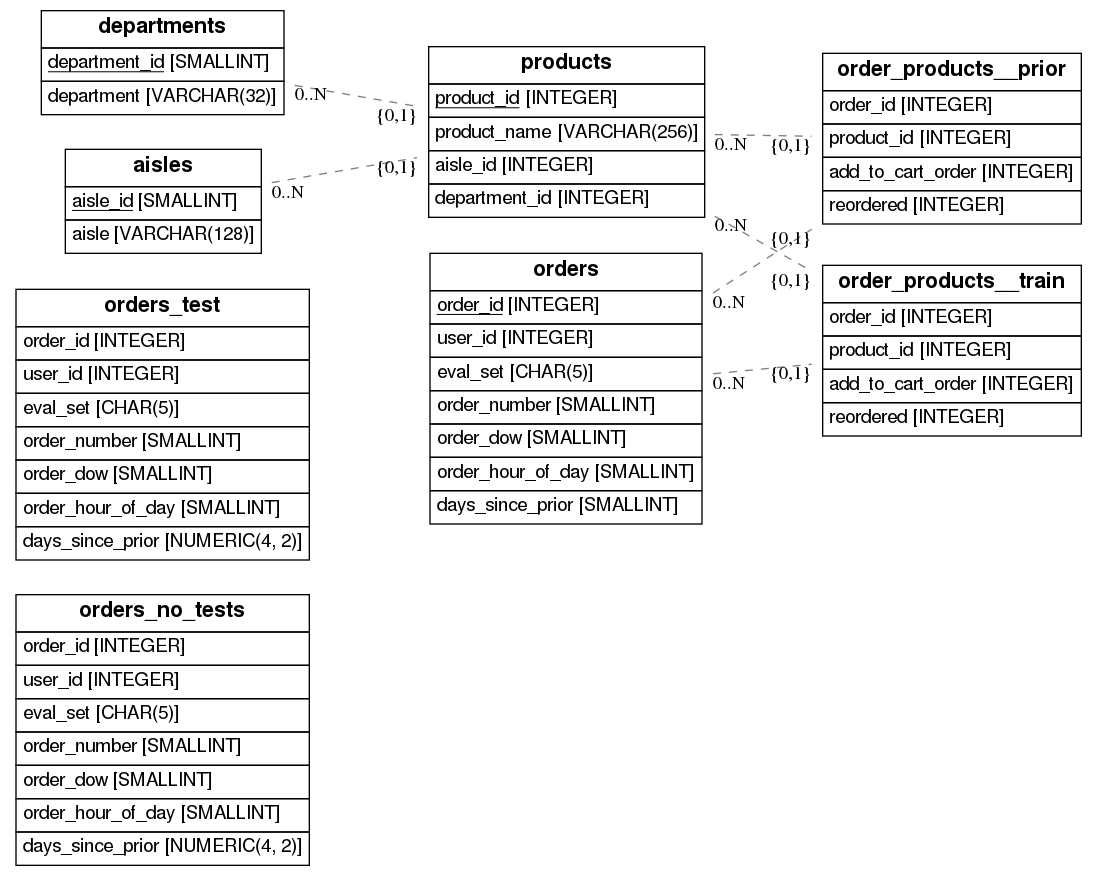 departments
department_id [SMALLINT]
department [VARCHAR(32)]
0..N
{0,1}
aisles
aisle_id [SMALLINT]
aisle [VARCHAR(128)]
0..N
{0,1}
products
product_id [INTEGER]
product_name [VARCHAR(256)]
aisle_id [INTEGER]
department_id [INTEGER]
0..N
{0,1}
0..N
{0,1}
order_products__prior
order_id [INTEGER]
product_id [INTEGER]
add_to_cart_order [INTEGER]
reordered [INTEGER]
orders
order_id [INTEGER]
user_id [INTEGER]
eval_set [CHAR(5)]
order_number [SMALLINT]
order_dow [SMALLINT]
order_hour_of_day [SMALLINT]
days_since_prior [SMALLINT]
0..N
{0,1}
0..N
{0,1}
order_products__train
order_id [INTEGER]
product_id [INTEGER]
add_to_cart_order [INTEGER]
reordered [INTEGER]
orders_test
order_id [INTEGER]
user_id [INTEGER]
eval_set [CHAR(5)]
order_number [SMALLINT]
order_dow [SMALLINT]
order_hour_of_day [SMALLINT]
days_since_prior [NUMERIC(4, 2)]
orders_no_tests
order_id [INTEGER]
user_id [INTEGER]
eval_set [CHAR(5)]
order_number [SMALLINT]
order_dow [SMALLINT]
order_hour_of_day [SMALLINT]
days_since_prior [NUMERIC(4, 2)]